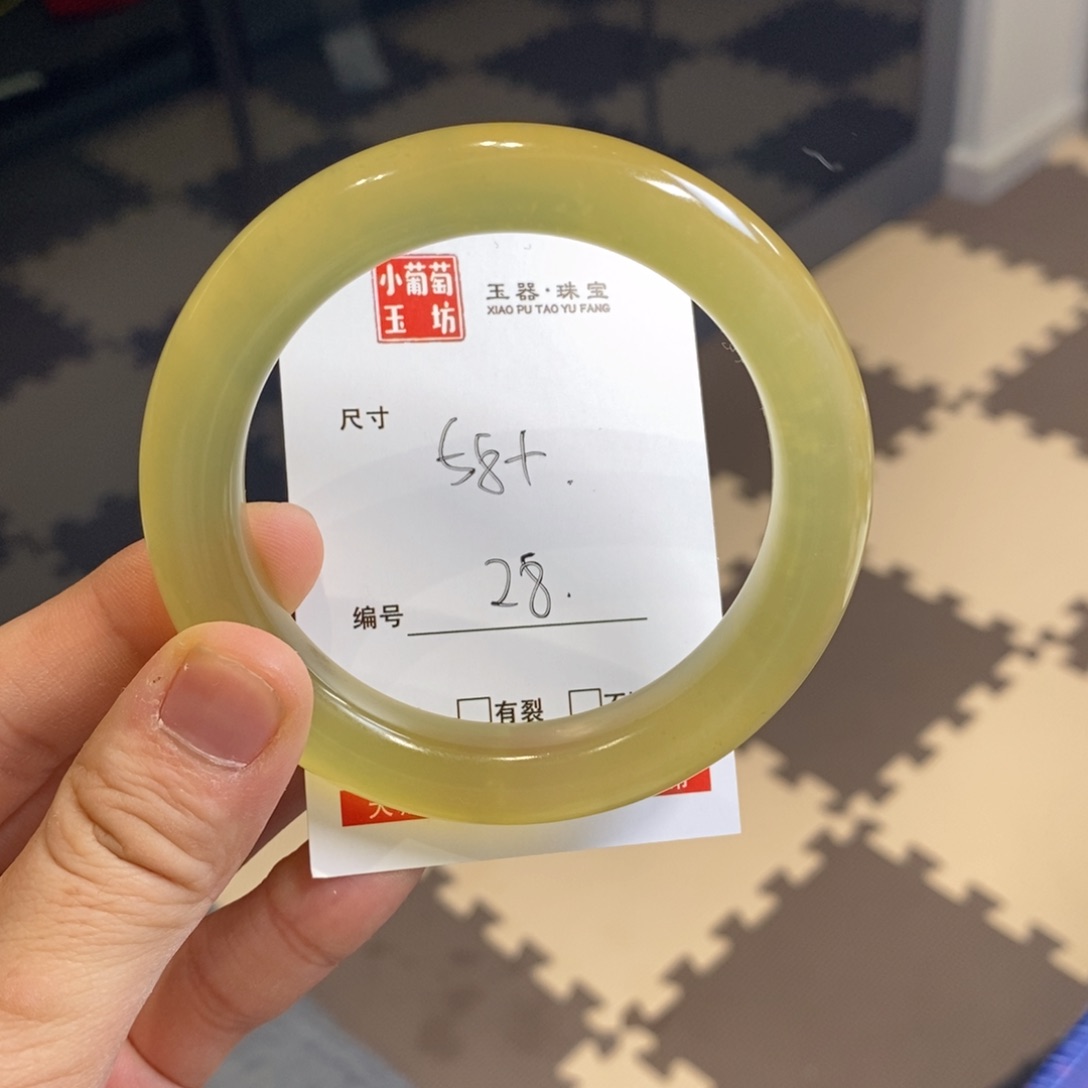 小葡萄
玉坊
玉器·珠宝
XIAO PU TAO YU FANG
尺寸
58+.
28.
编号
有裂